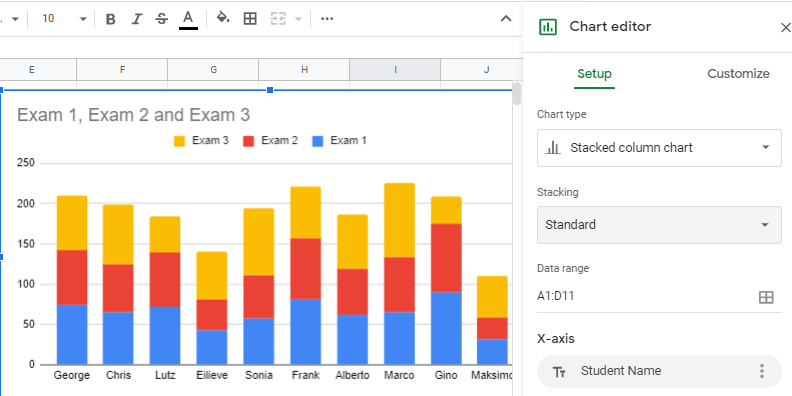 10 B I S A
Chart editor
E F G H I J
Setup Customize
Exam 1, Exam 2 and Exam 3
Exam 3 Exam 2 Exam 1
250
200
150
100
50
0
George Chris Lutz Eilieve Sonia Frank Alberto Marco Gino Maksimo
Chart type
Stacked column chart
Stacking
Standard
Data range
A1:D11
X-axis
Tт Student Name